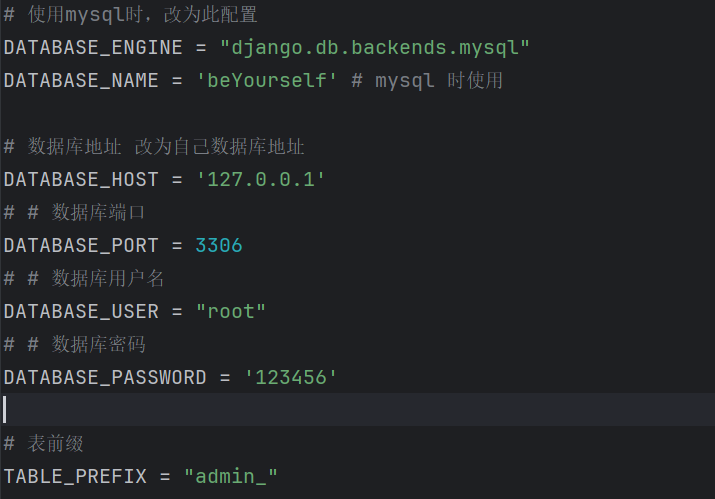 # 使用mysql时，改为此配置
DATABASE_ENGINE = "django.db.backends.mysql"
DATABASE_NAME = 'beYourself' # mysql 时使用
# 数据库地址 改为自己数据库地址
DATABASE_HOST = '127.0.0.1'
# # 数据库端口
DATABASE_PORT = 3306
# # 数据库用户名
DATABASE_USER = "root"
# # 数据库密码
DATABASE_PASSWORD = '123456'
# 表前缀
TABLE_PREFIX = "admin_"